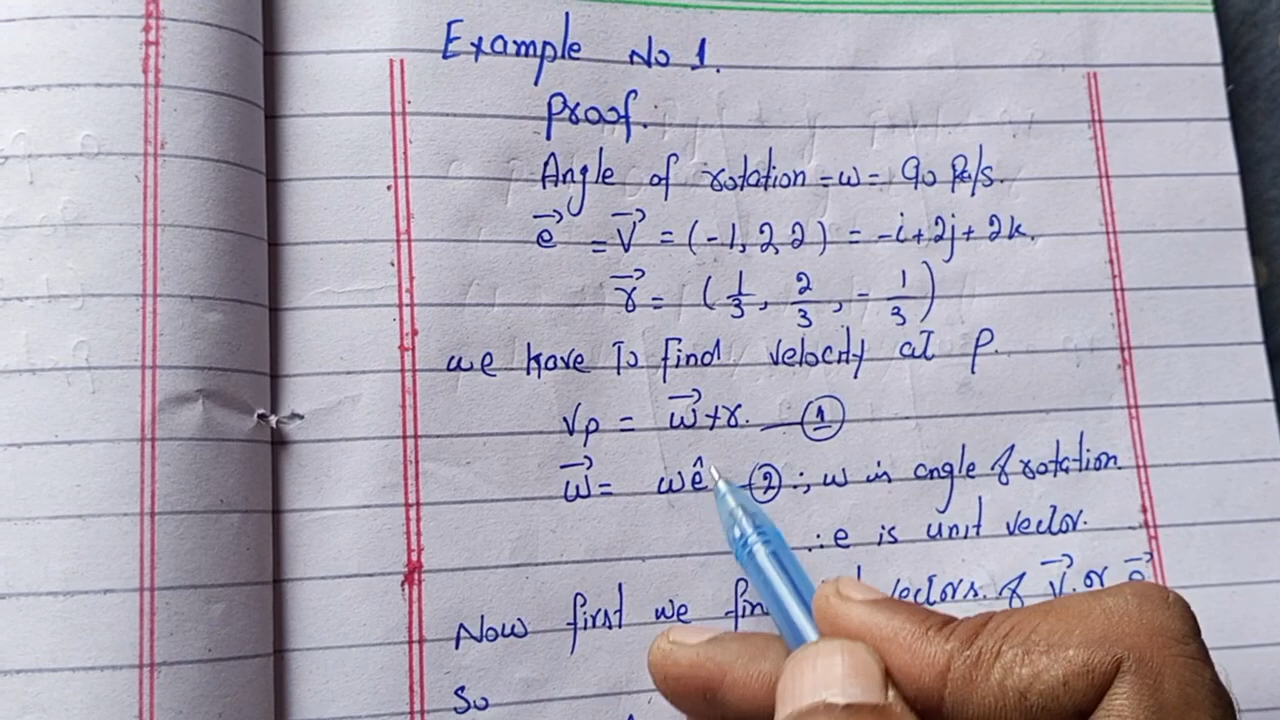 Example No 1.
Proof.
Angle of rotation = ω = 90 Re/s.
e⃗ = V⃗ = (-1, 2, 2) = -i+2j+2k.
r⃗ = (1/3, 2/3, -1/3)
we have To find velocity at P.
Vp = ω⃗ + r. — ①
ω⃗ = ωê — ② ∴; ω is angle of rotation.
∴ e is unit vector.
Now first we vectors. of V⃗ or e⃗
So